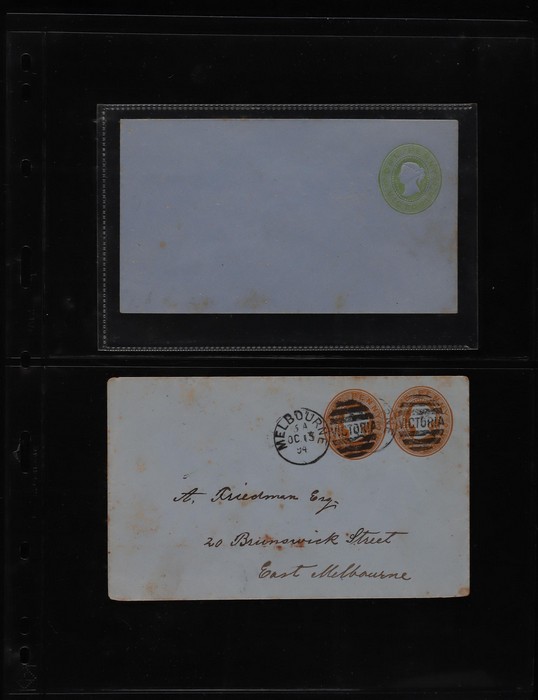 MELBOURNE
5 A
OC 13
94
VICTORIA
VICTORIA
A. Friedman Esq.
20 Brunswick Street
East Melbourne